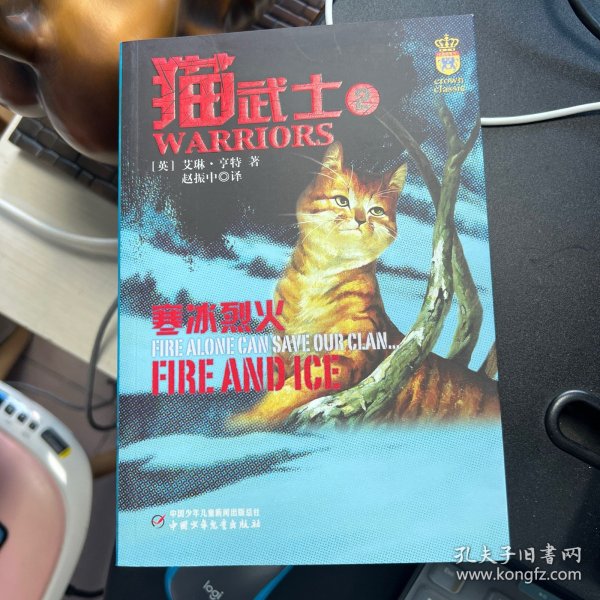 猫武士2
WARRIORS
crown
classic
[英] 艾琳·亨特 著
赵振中◎译
寒冰烈火
FIRE ALONE CAN SAVE OUR CLAN...
FIRE AND ICE
中国少年儿童新闻出版总社
中国少年儿童出版社
logi
孔夫子旧书网
www.kongfz.com